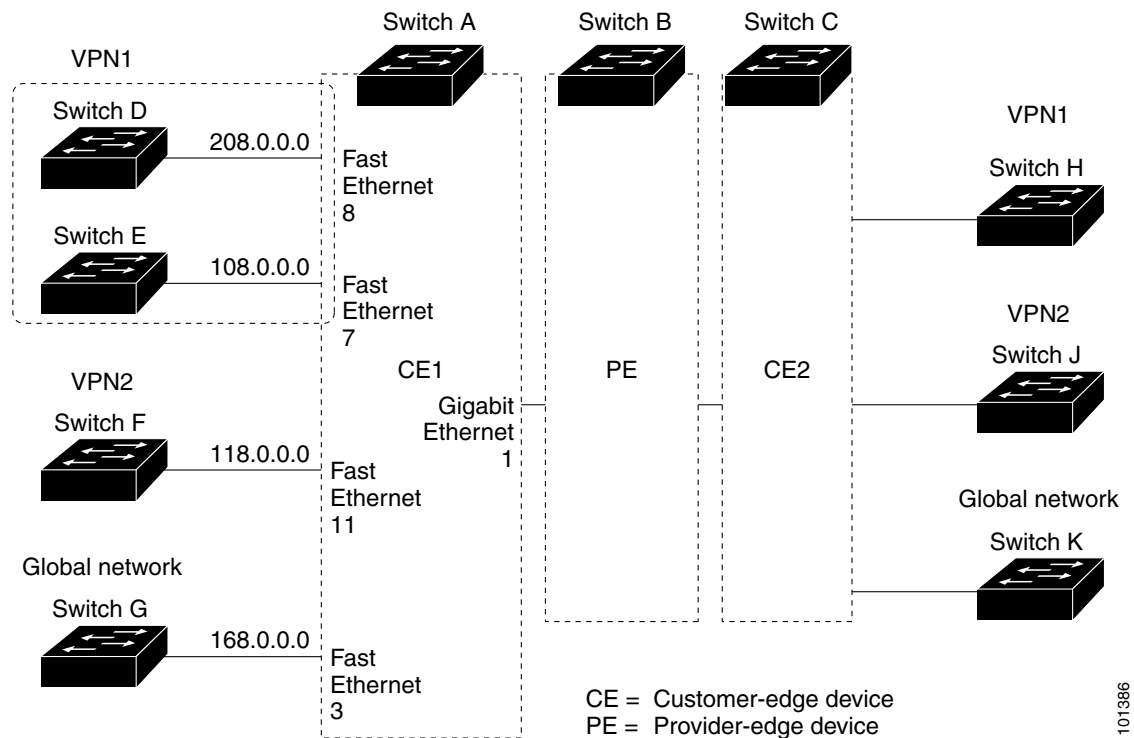 Switch A
Switch B
Switch C
VPN1
Switch D
208.0.0.0
Fast
Ethernet
8
Switch E
108.0.0.0
Fast
Ethernet
7
VPN2
Switch F
118.0.0.0
Fast
Ethernet
11
Global network
Switch G
168.0.0.0
Fast
Ethernet
3
CE1
Gigabit
Ethernet
1
PE
CE2
VPN1
Switch H
VPN2
Switch J
Global network
Switch K
CE = Customer-edge device
PE = Provider-edge device
101386